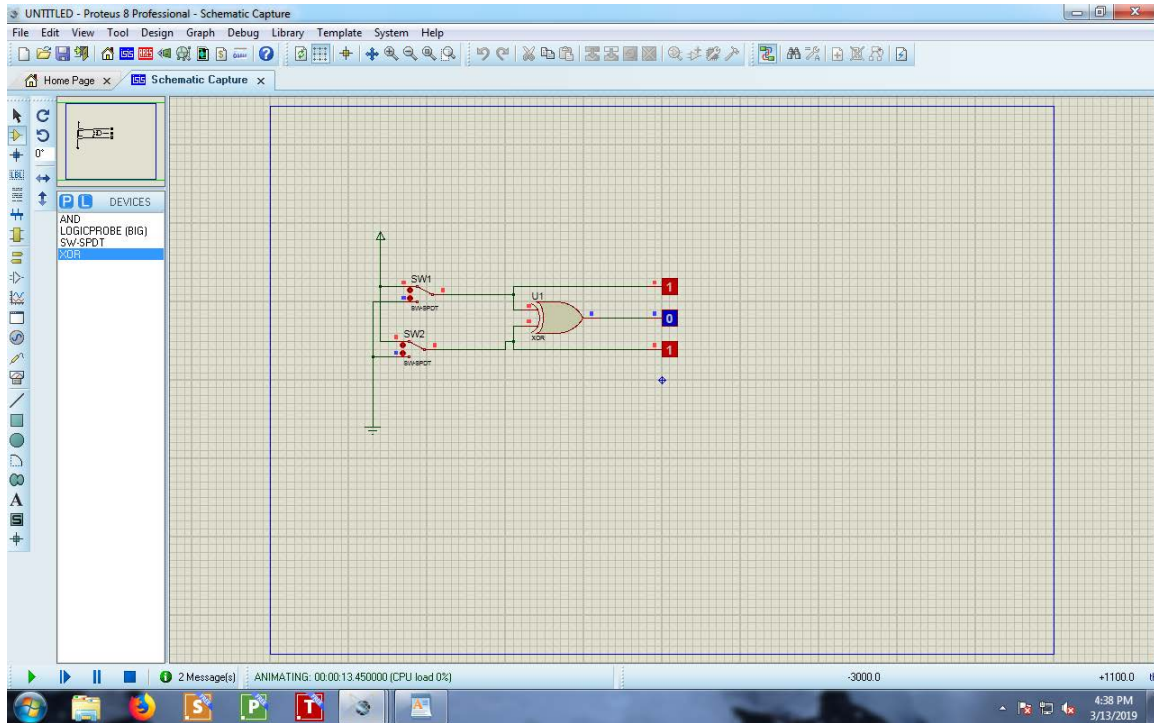 UNTITLED - Proteus 8 Professional - Schematic Capture
File Edit View Tool Design Graph Debug Library Template System Help
Home Page x Schematic Capture x
0°
LBL
P L DEVICES
AND
LOGICPROBE (BIG)
SW-SPDT
XOR
SW1
SW-SPDT
SW2
SW-SPDT
U1
XOR
1
0
1
A
S
2 Message(s) ANIMATING: 00:00:13.450000 (CPU load 0%) -3000.0 +1100.0
S P T A
4:38 PM
3/13/2019